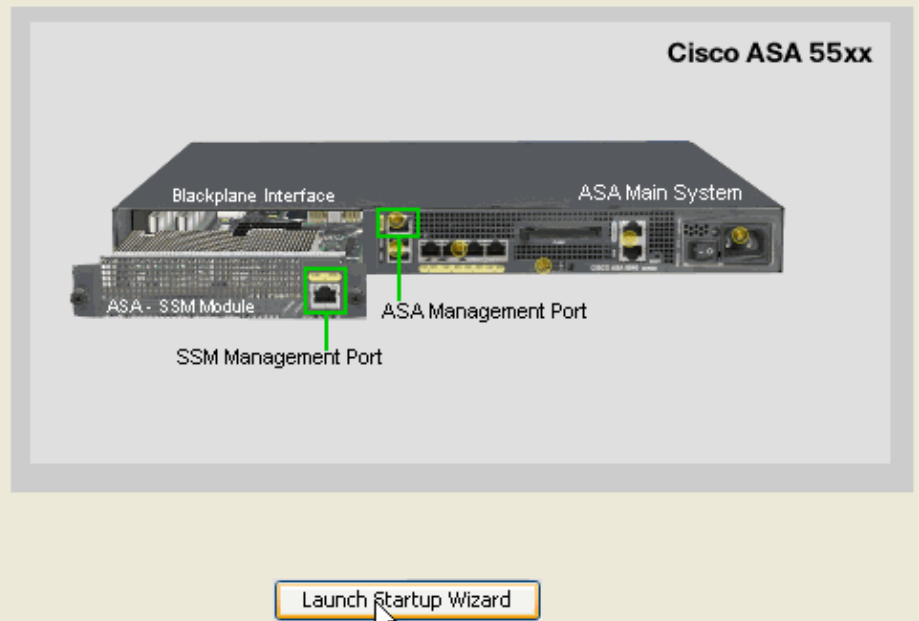 Cisco ASA 55xx
Blackplane Interface
ASA Main System
ASA - SSM Module
ASA Management Port
SSM Management Port
Launch Startup Wizard